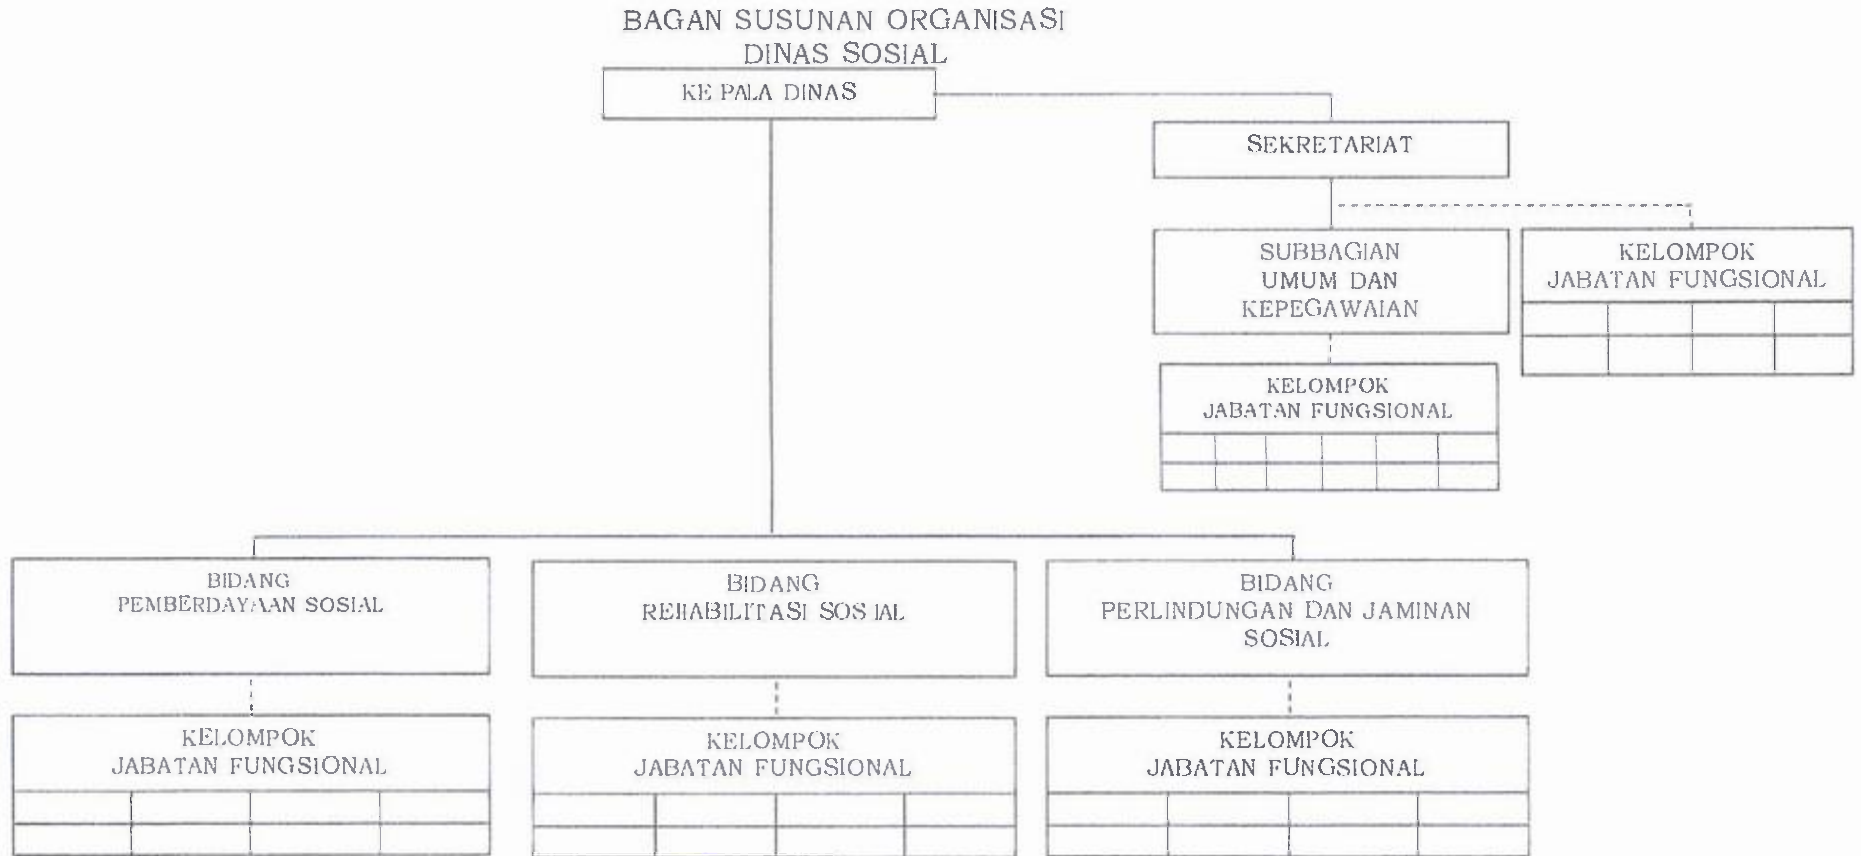 BAGAN SUSUNAN ORGANISASI
DINAS SOSIAL
KEPALA DINAS
SEKRETARIAT
SUBBAGIAN
UMUM DAN
KEPEGAWAIAN
KELOMPOK
JABATAN FUNGSIONAL
KELOMPOK
JABATAN FUNGSIONAL
BIDANG
PEMBERDAYAAN SOSIAL
BIDANG
REHABILITASI SOSIAL
BIDANG
PERLINDUNGAN DAN JAMINAN
SOSIAL
KELOMPOK
JABATAN FUNGSIONAL
KELOMPOK
JABATAN FUNGSIONAL
KELOMPOK
JABATAN FUNGSIONAL